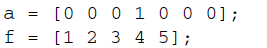 a = [0 0 0 1 0 0 0];
f = [1 2 3 4 5];